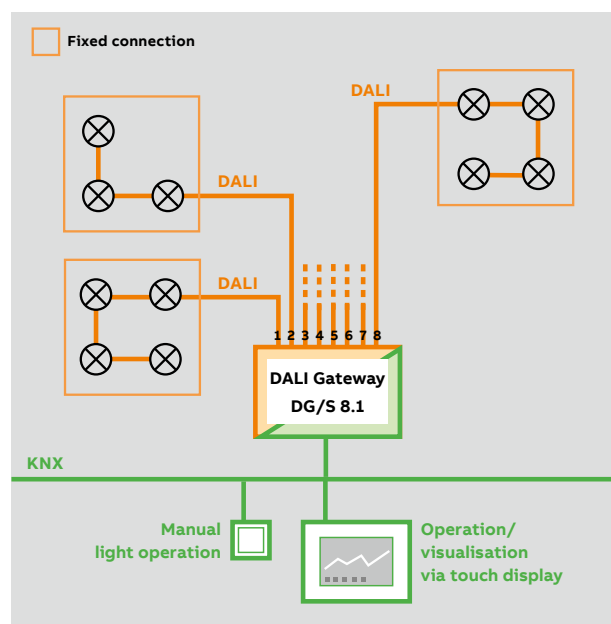 Fixed connection
DALI
DALI
DALI
1 2 3 4 5 6 7 8
DALI Gateway
DG/S 8.1
KNX
Manual
light operation
Operation/
visualisation
via touch display